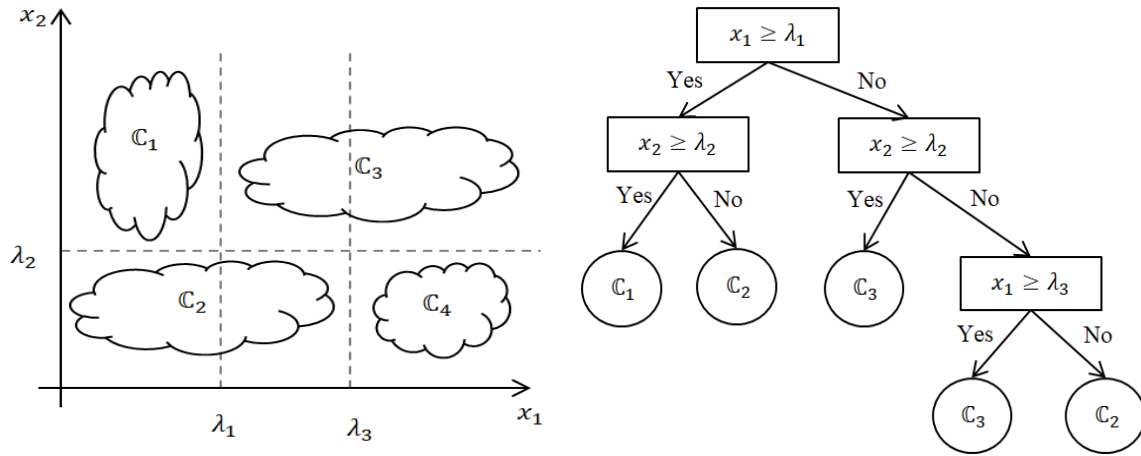 x₂
ℂ₁
ℂ₃
λ₂
ℂ₂
ℂ₄
λ₁
λ₃
x₁
x₁ ≥ λ₁
Yes
No
x₂ ≥ λ₂
x₂ ≥ λ₂
Yes
No
Yes
No
ℂ₁
ℂ₂
ℂ₃
x₁ ≥ λ₃
Yes
No
ℂ₃
ℂ₂